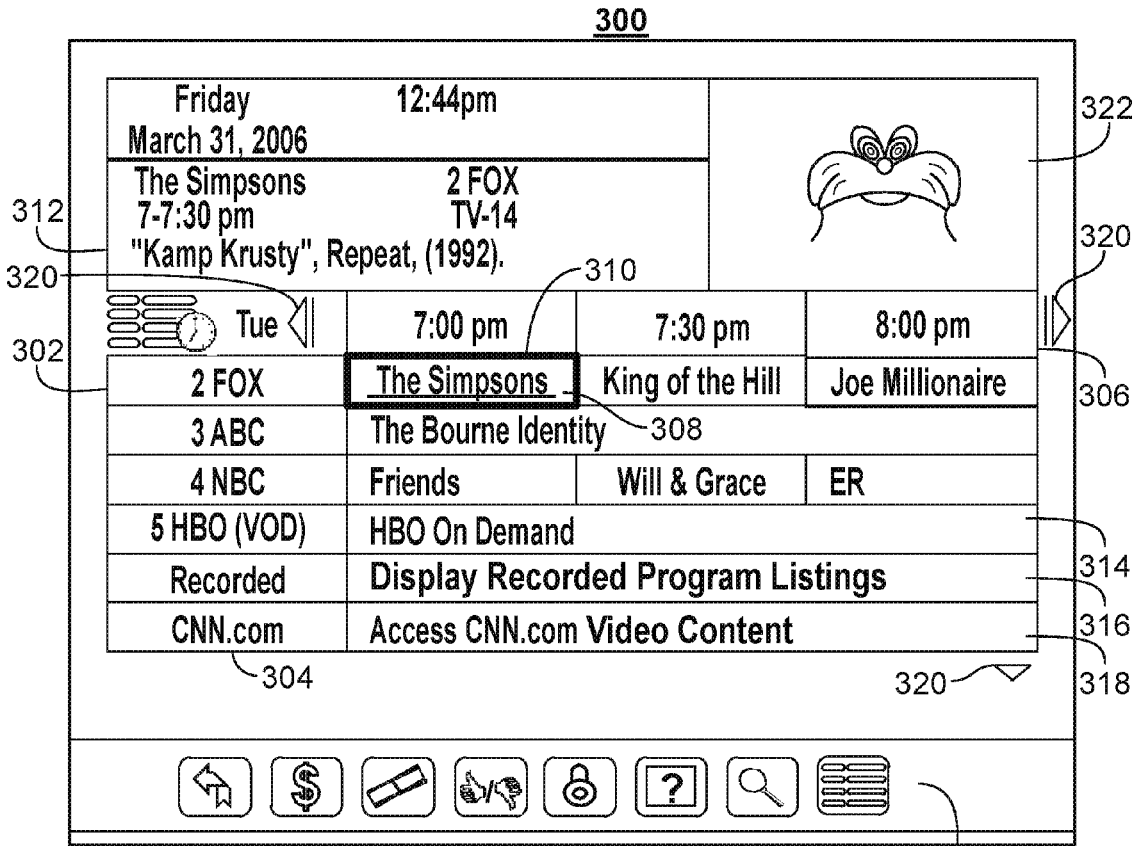 300
Friday 12:44pm
March 31, 2006
322
The Simpsons 2 FOX
7-7:30 pm TV-14
312
"Kamp Krusty", Repeat, (1992).
320
310
320
Tue 7:00 pm 7:30 pm 8:00 pm
302
2 FOX The Simpsons King of the Hill Joe Millionaire
306
3 ABC The Bourne Identity 308
4 NBC Friends Will & Grace ER
5 HBO (VOD) HBO On Demand
314
Recorded Display Recorded Program Listings
316
CNN.com Access CNN.com Video Content
304
320
318
$ / ?